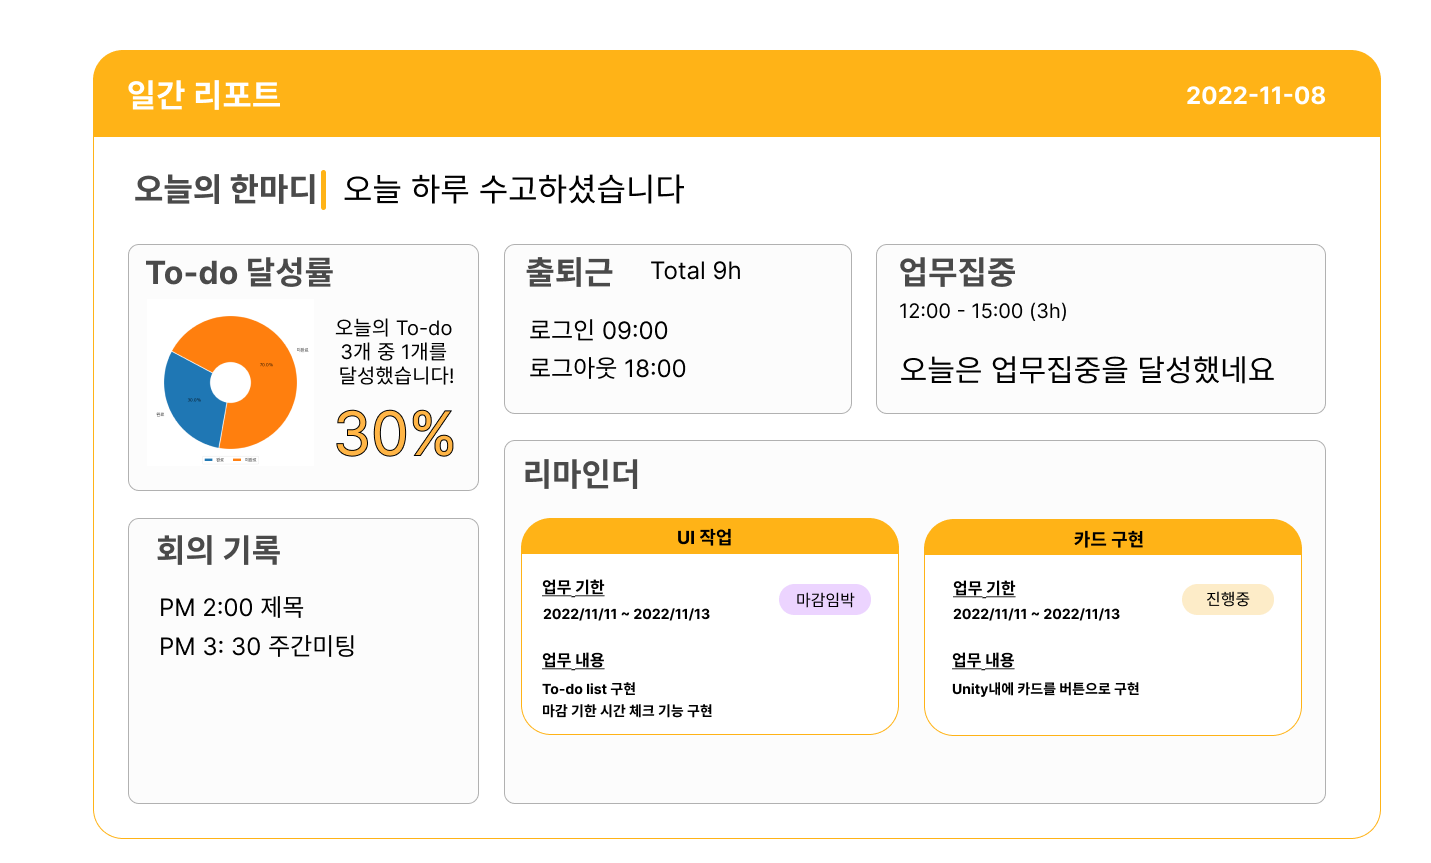 일간 리포트
2022-11-08
오늘의 한마디
오늘 하루 수고하셨습니다
To-do 달성률
오늘의 To-do
3개 중 1개를
달성했습니다!
30%
미완료
70.0%
완료
완료
미완료
출퇴근
Total 9h
로그인 09:00
로그아웃 18:00
업무집중
12:00 - 15:00 (3h)
오늘은 업무집중을 달성했네요
회의 기록
PM 2:00 제목
PM 3: 30 주간미팅
리마인더
UI 작업
업무 기한
마감임박
2022/11/11 ~ 2022/11/13
업무 내용
To-do list 구현
마감 기한 시간 체크 기능 구현
카드 구현
업무 기한
진행중
2022/11/11 ~ 2022/11/13
업무 내용
Unity내에 카드를 버튼으로 구현